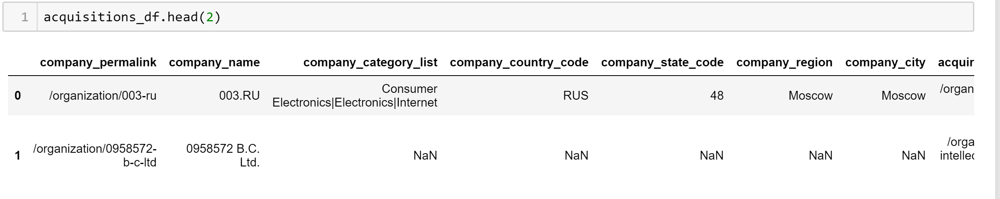 1 acquisitions_df.head(2)
company_permalink company_name company_category_list company_country_code company_state_code company_region company_city acquir
0 /organization/003-ru 003.RU Consumer Electronics|Electronics|Internet RUS 48 Moscow Moscow /organ
1 /organization/0958572-b-c-ltd 0958572 B.C. Ltd. NaN NaN NaN NaN NaN /orga intellec